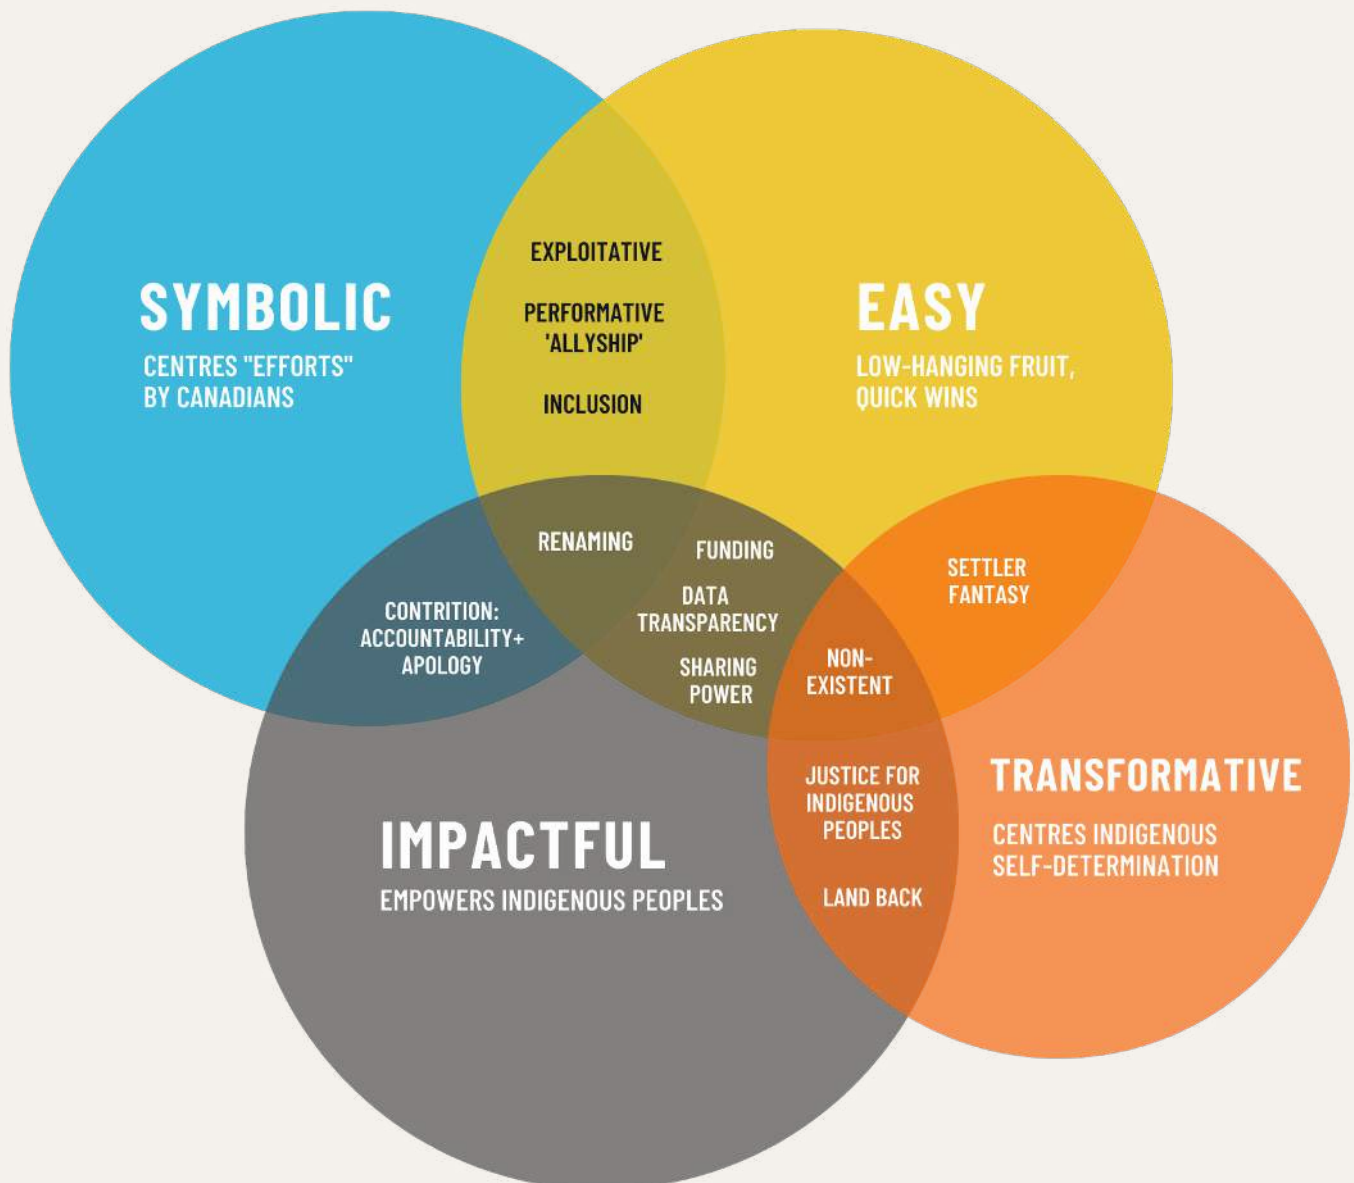 EXPLOITATIVE
PERFORMATIVE
'ALLYSHIP'
INCLUSION
SYMBOLIC
CENTRES "EFFORTS"
BY CANADIANS
EASY
LOW-HANGING FRUIT,
QUICK WINS
RENAMING
FUNDING
DATA
TRANSPARENCY
SHARING
POWER
CONTRITION:
ACCOUNTABILITY+
APOLOGY
SETTLER
FANTASY
NON-
EXISTENT
JUSTICE FOR
INDIGENOUS
PEOPLES
LAND BACK
IMPACTFUL
EMPOWERS INDIGENOUS PEOPLES
TRANSFORMATIVE
CENTRES INDIGENOUS
SELF-DETERMINATION